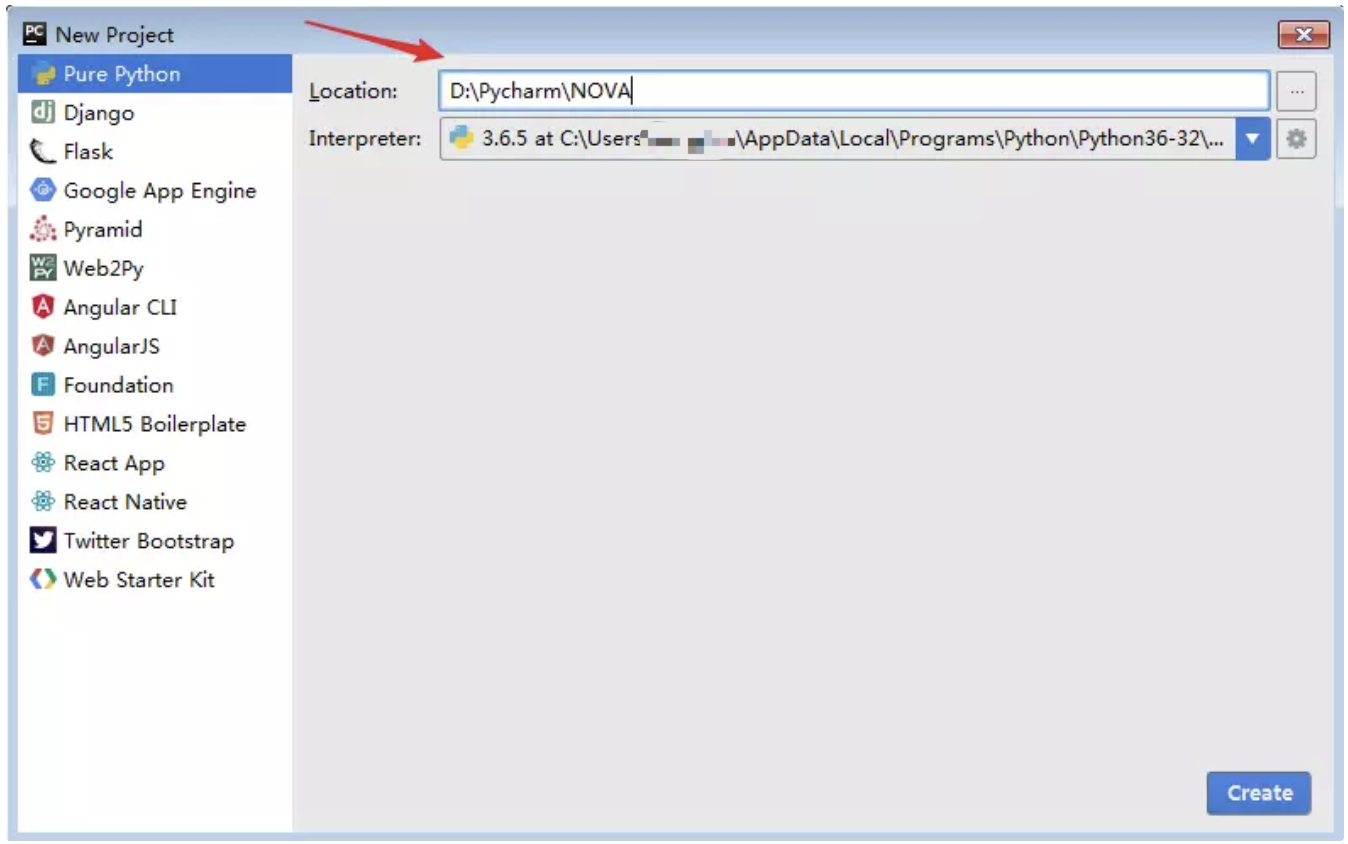 New Project
Pure Python
Django
Flask
Google App Engine
Pyramid
Web2Py
Angular CLI
AngularJS
Foundation
HTML5 Boilerplate
React App
React Native
Twitter Bootstrap
Web Starter Kit
Location: D:\Pycharm\NOVA ...
Interpreter: 3.6.5 at C:\Users \AppData\Local\Programs\Python\Python36-32\...
Create